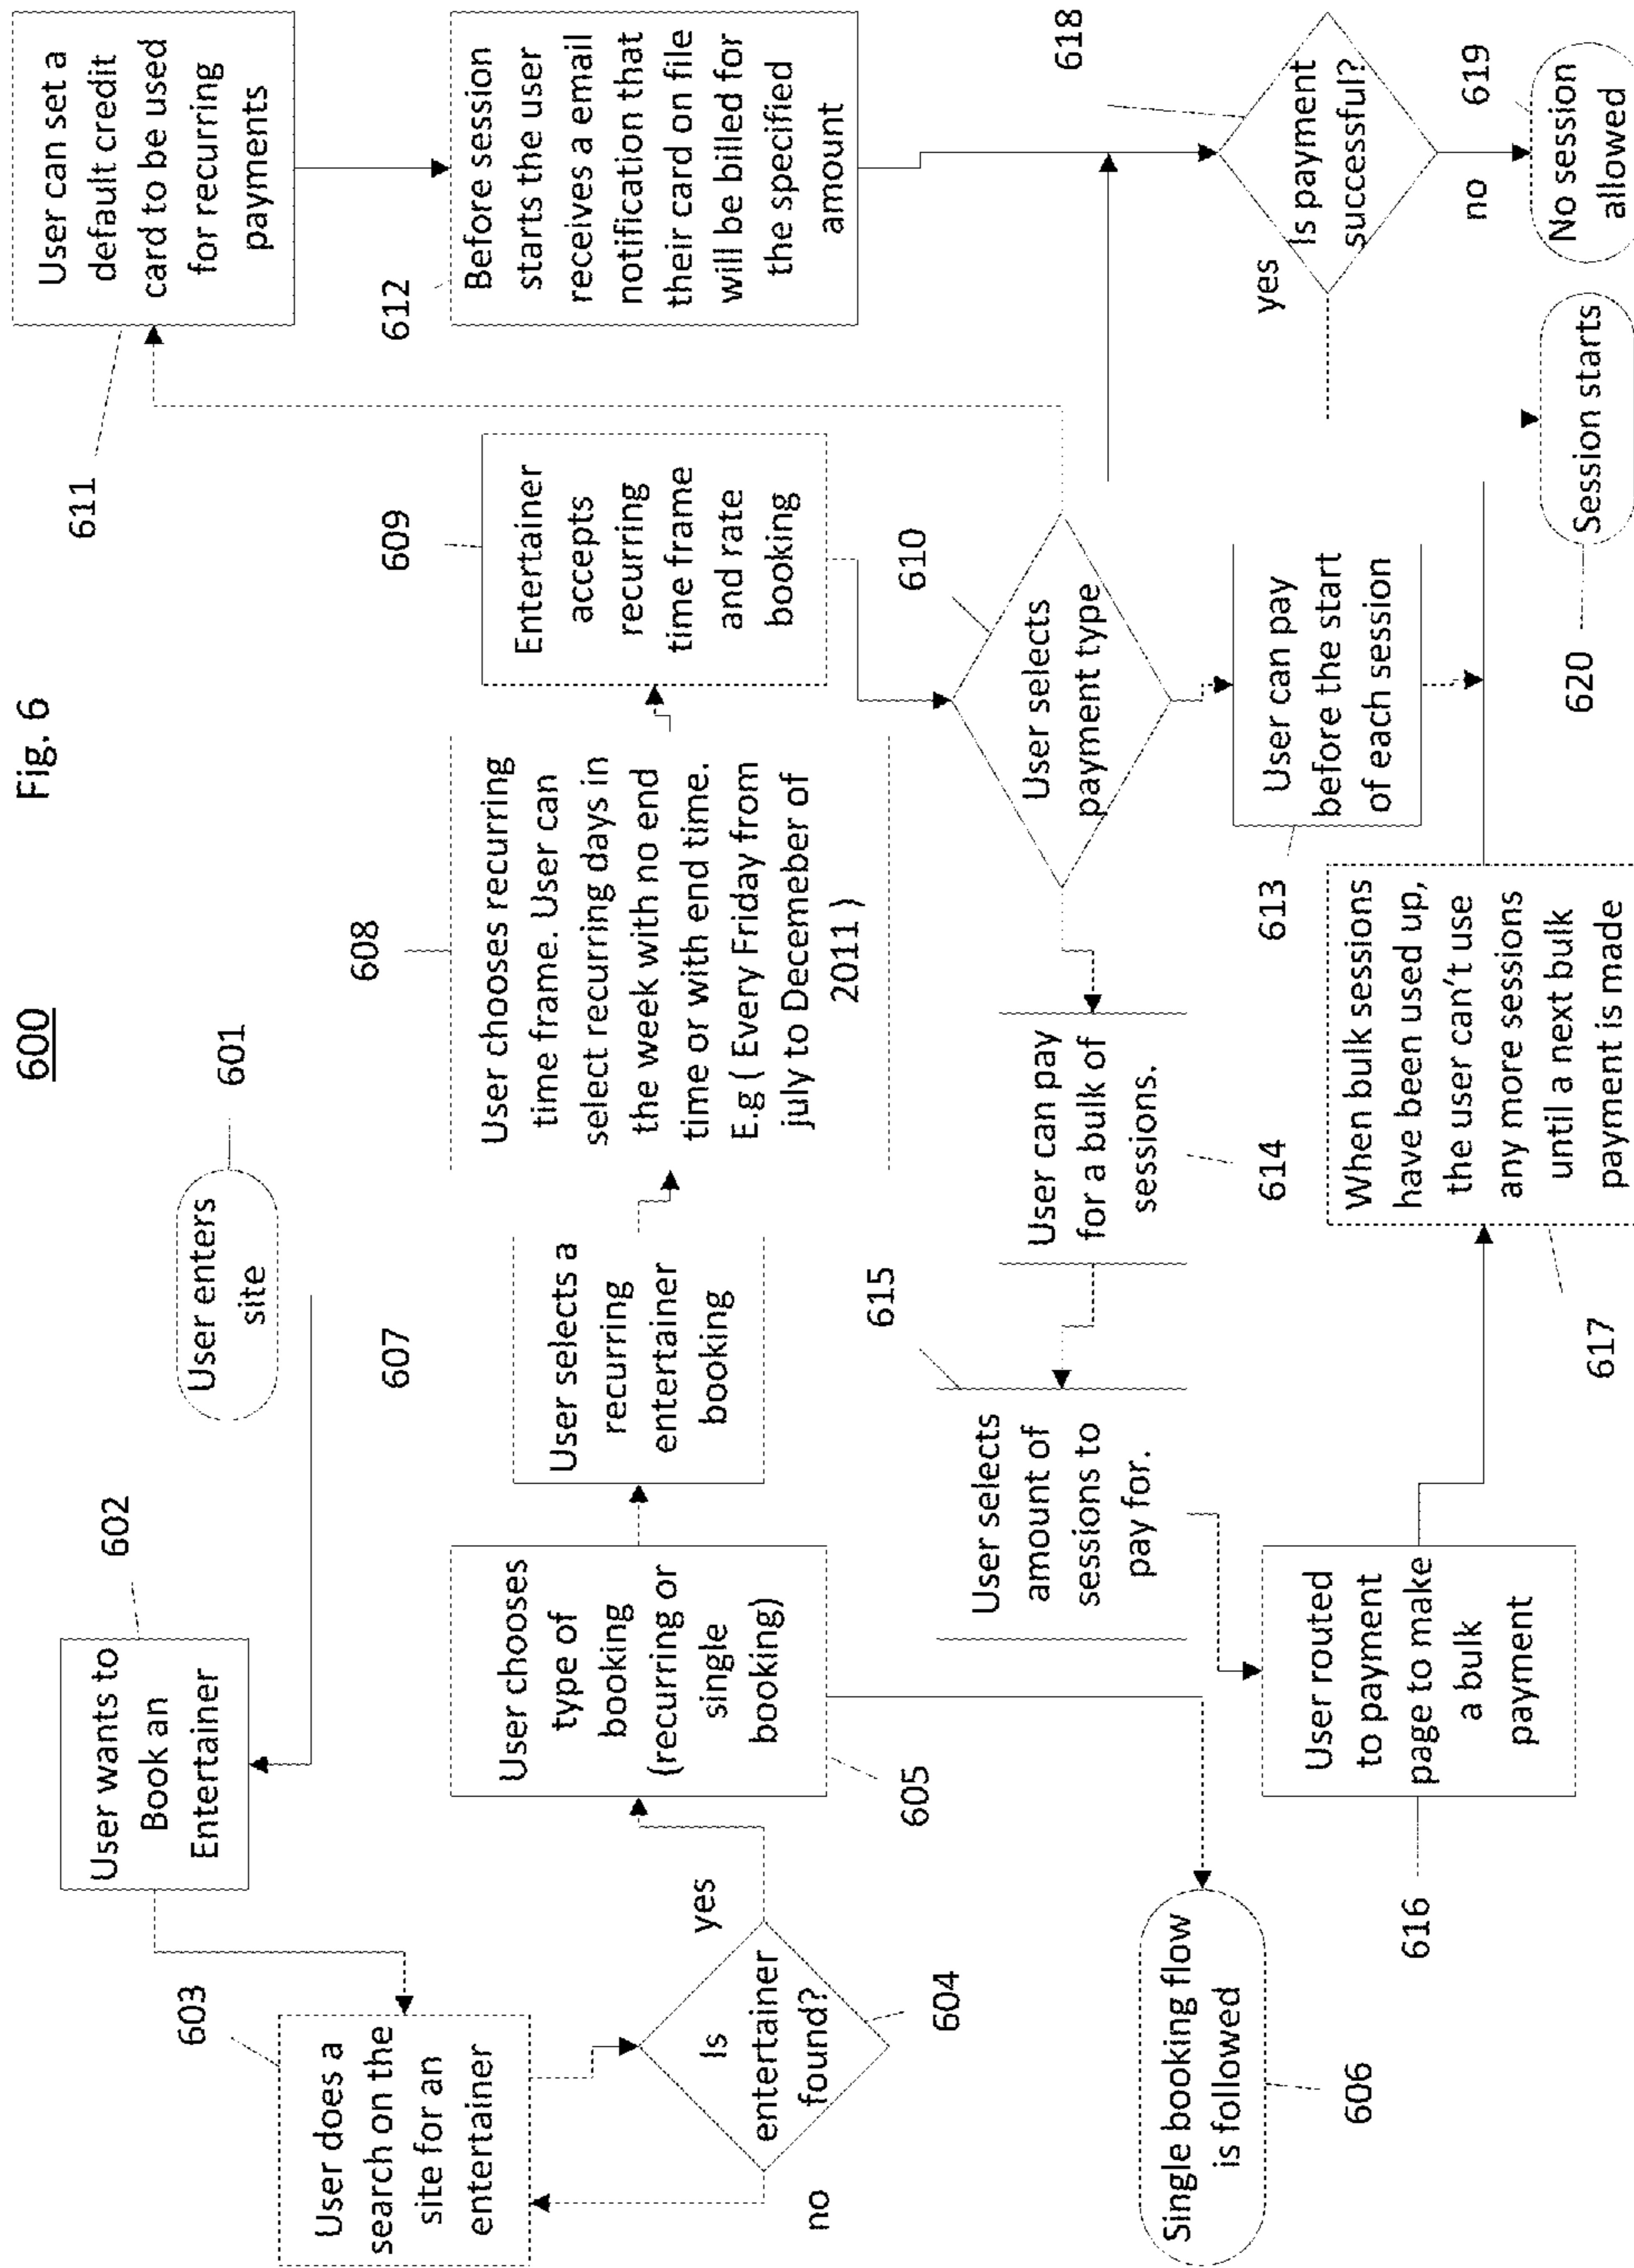 Fig. 6
600
User enters
site
601
User wants to
Book an
Entertainer
602
603
User does a
search on the
site for an
entertainer
Is
entertainer
found?
yes
no
604
User chooses
type of
booking
(recurring or
single
booking)
605
Single booking flow
is followed
606
607
User selects a
recurring
entertainer
booking
608
User chooses recurring
time frame. User can
select recurring days in
the week with no end
time or with end time.
E.g ( Every Friday from
july to Decemeber of
2011 )
609
Entertainer
accepts
recurring
time frame
and rate
booking
610
User selects
payment type
611
User can set a
default credit
card to be used
for recurring
payments
612
Before session
starts the user
receives a email
notification that
their card on file
will be billed for
the specified
amount
User can pay
before the start
of each session
613
User can pay
for a bulk of
sessions.
614
615
User selects
amount of
sessions to
pay for.
User routed
to payment
page to make
a bulk
payment
616
When bulk sessions
have been used up,
the user can't use
any more sessions
until a next bulk
payment is made
617
618
Is payment
successful?
yes
no
619
No session
allowed
Session starts
620